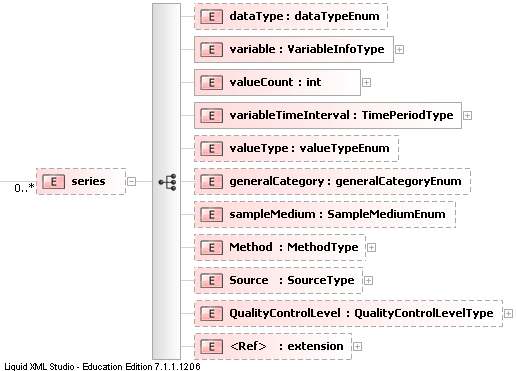 E dataType : dataTypeEnum
E variable : VariableInfoType
E valueCount : int
E variableTimeInterval : TimePeriodType
E valueType : valueTypeEnum
0..* E series
E generalCategory : generalCategoryEnum
E sampleMedium : SampleMediumEnum
E Method : MethodType
E Source : SourceType
E QualityControlLevel : QualityControlLevelType
E <Ref> : extension
Liquid XML Studio - Education Edition 7.1.1.1206